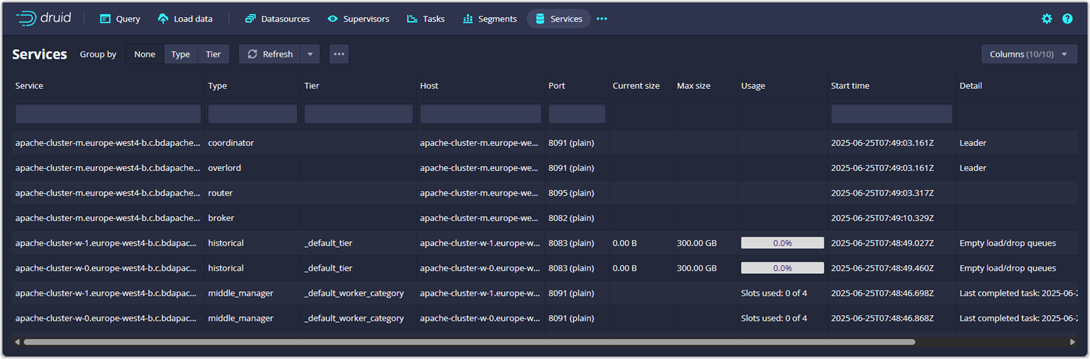 druid Query Load data Datasources Supervisors Tasks Segments Services
Services Group by None Type Tier Refresh Columns (10/10)
Service Type Tier Host Port Current size Max size Usage Start time Detail
apache-cluster-m.europe-west4-b.c.bdapache... coordinator apache-cluster-m.europe-we... 8091 (plain) 2025-06-25T07:49:03.161Z Leader
apache-cluster-m.europe-west4-b.c.bdapache... overlord apache-cluster-m.europe-we... 8091 (plain) 2025-06-25T07:49:03.161Z Leader
apache-cluster-m.europe-west4-b.c.bdapache... router apache-cluster-m.europe-we... 8095 (plain) 2025-06-25T07:49:03.317Z
apache-cluster-m.europe-west4-b.c.bdapache... broker apache-cluster-m.europe-we... 8082 (plain) 2025-06-25T07:49:10.329Z
apache-cluster-w-1.europe-west4-b.c.bdapac... historical _default_tier apache-cluster-w-1.europe-w... 8083 (plain) 0.00 B 300.00 GB 0.0% 2025-06-25T07:48:49.027Z Empty load/drop queues
apache-cluster-w-0.europe-west4-b.c.bdapac... historical _default_tier apache-cluster-w-0.europe-w... 8083 (plain) 0.00 B 300.00 GB 0.0% 2025-06-25T07:48:49.460Z Empty load/drop queues
apache-cluster-w-1.europe-west4-b.c.bdapac... middle_manager _default_worker_category apache-cluster-w-1.europe-w... 8091 (plain) Slots used: 0 of 4 2025-06-25T07:48:46.698Z Last completed task: 2025-06-2
apache-cluster-w-0.europe-west4-b.c.bdapac... middle_manager _default_worker_category apache-cluster-w-0.europe-w... 8091 (plain) Slots used: 0 of 4 2025-06-25T07:48:46.868Z Last completed task: 2025-06-2